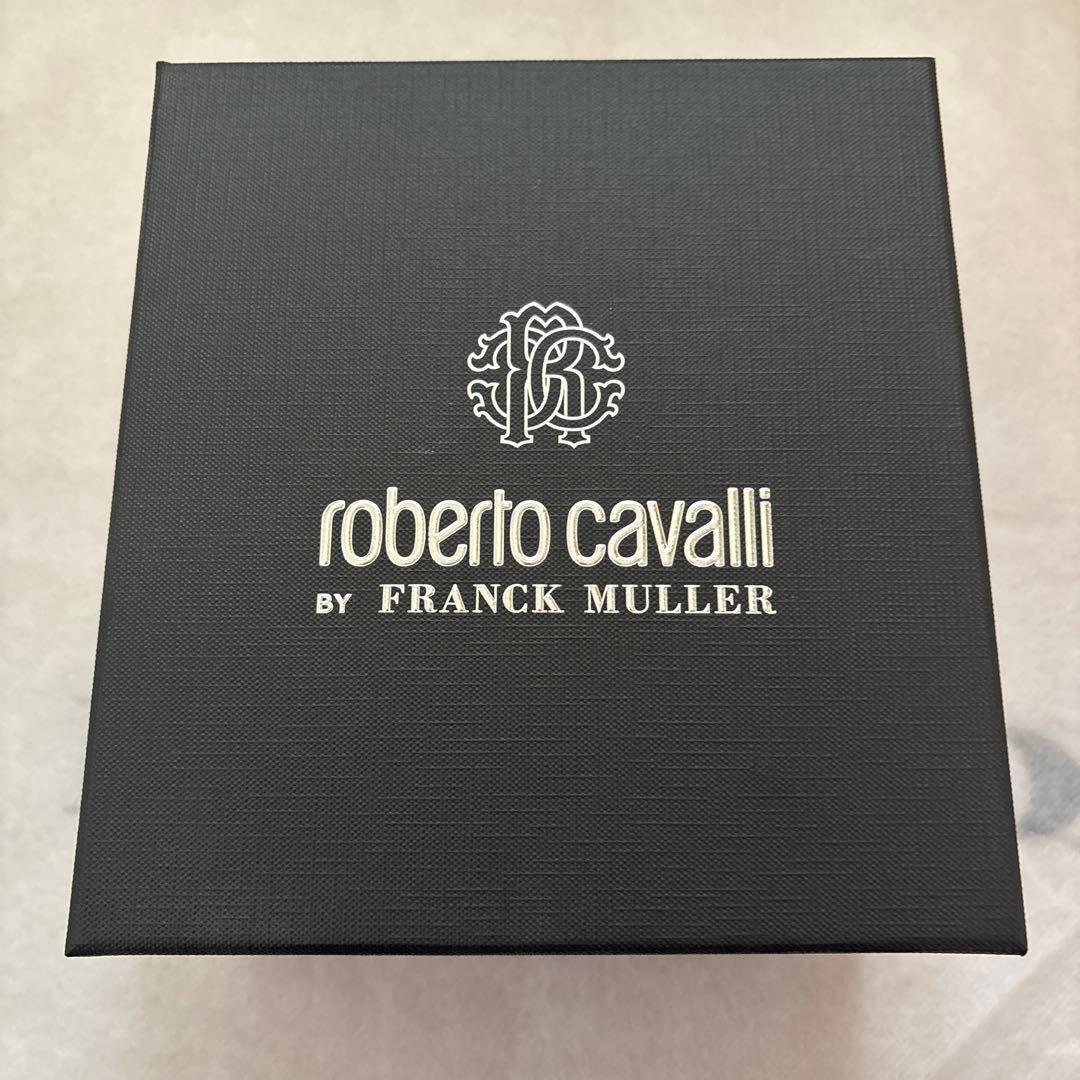 roberto cavalli
BY FRANCK MULLER